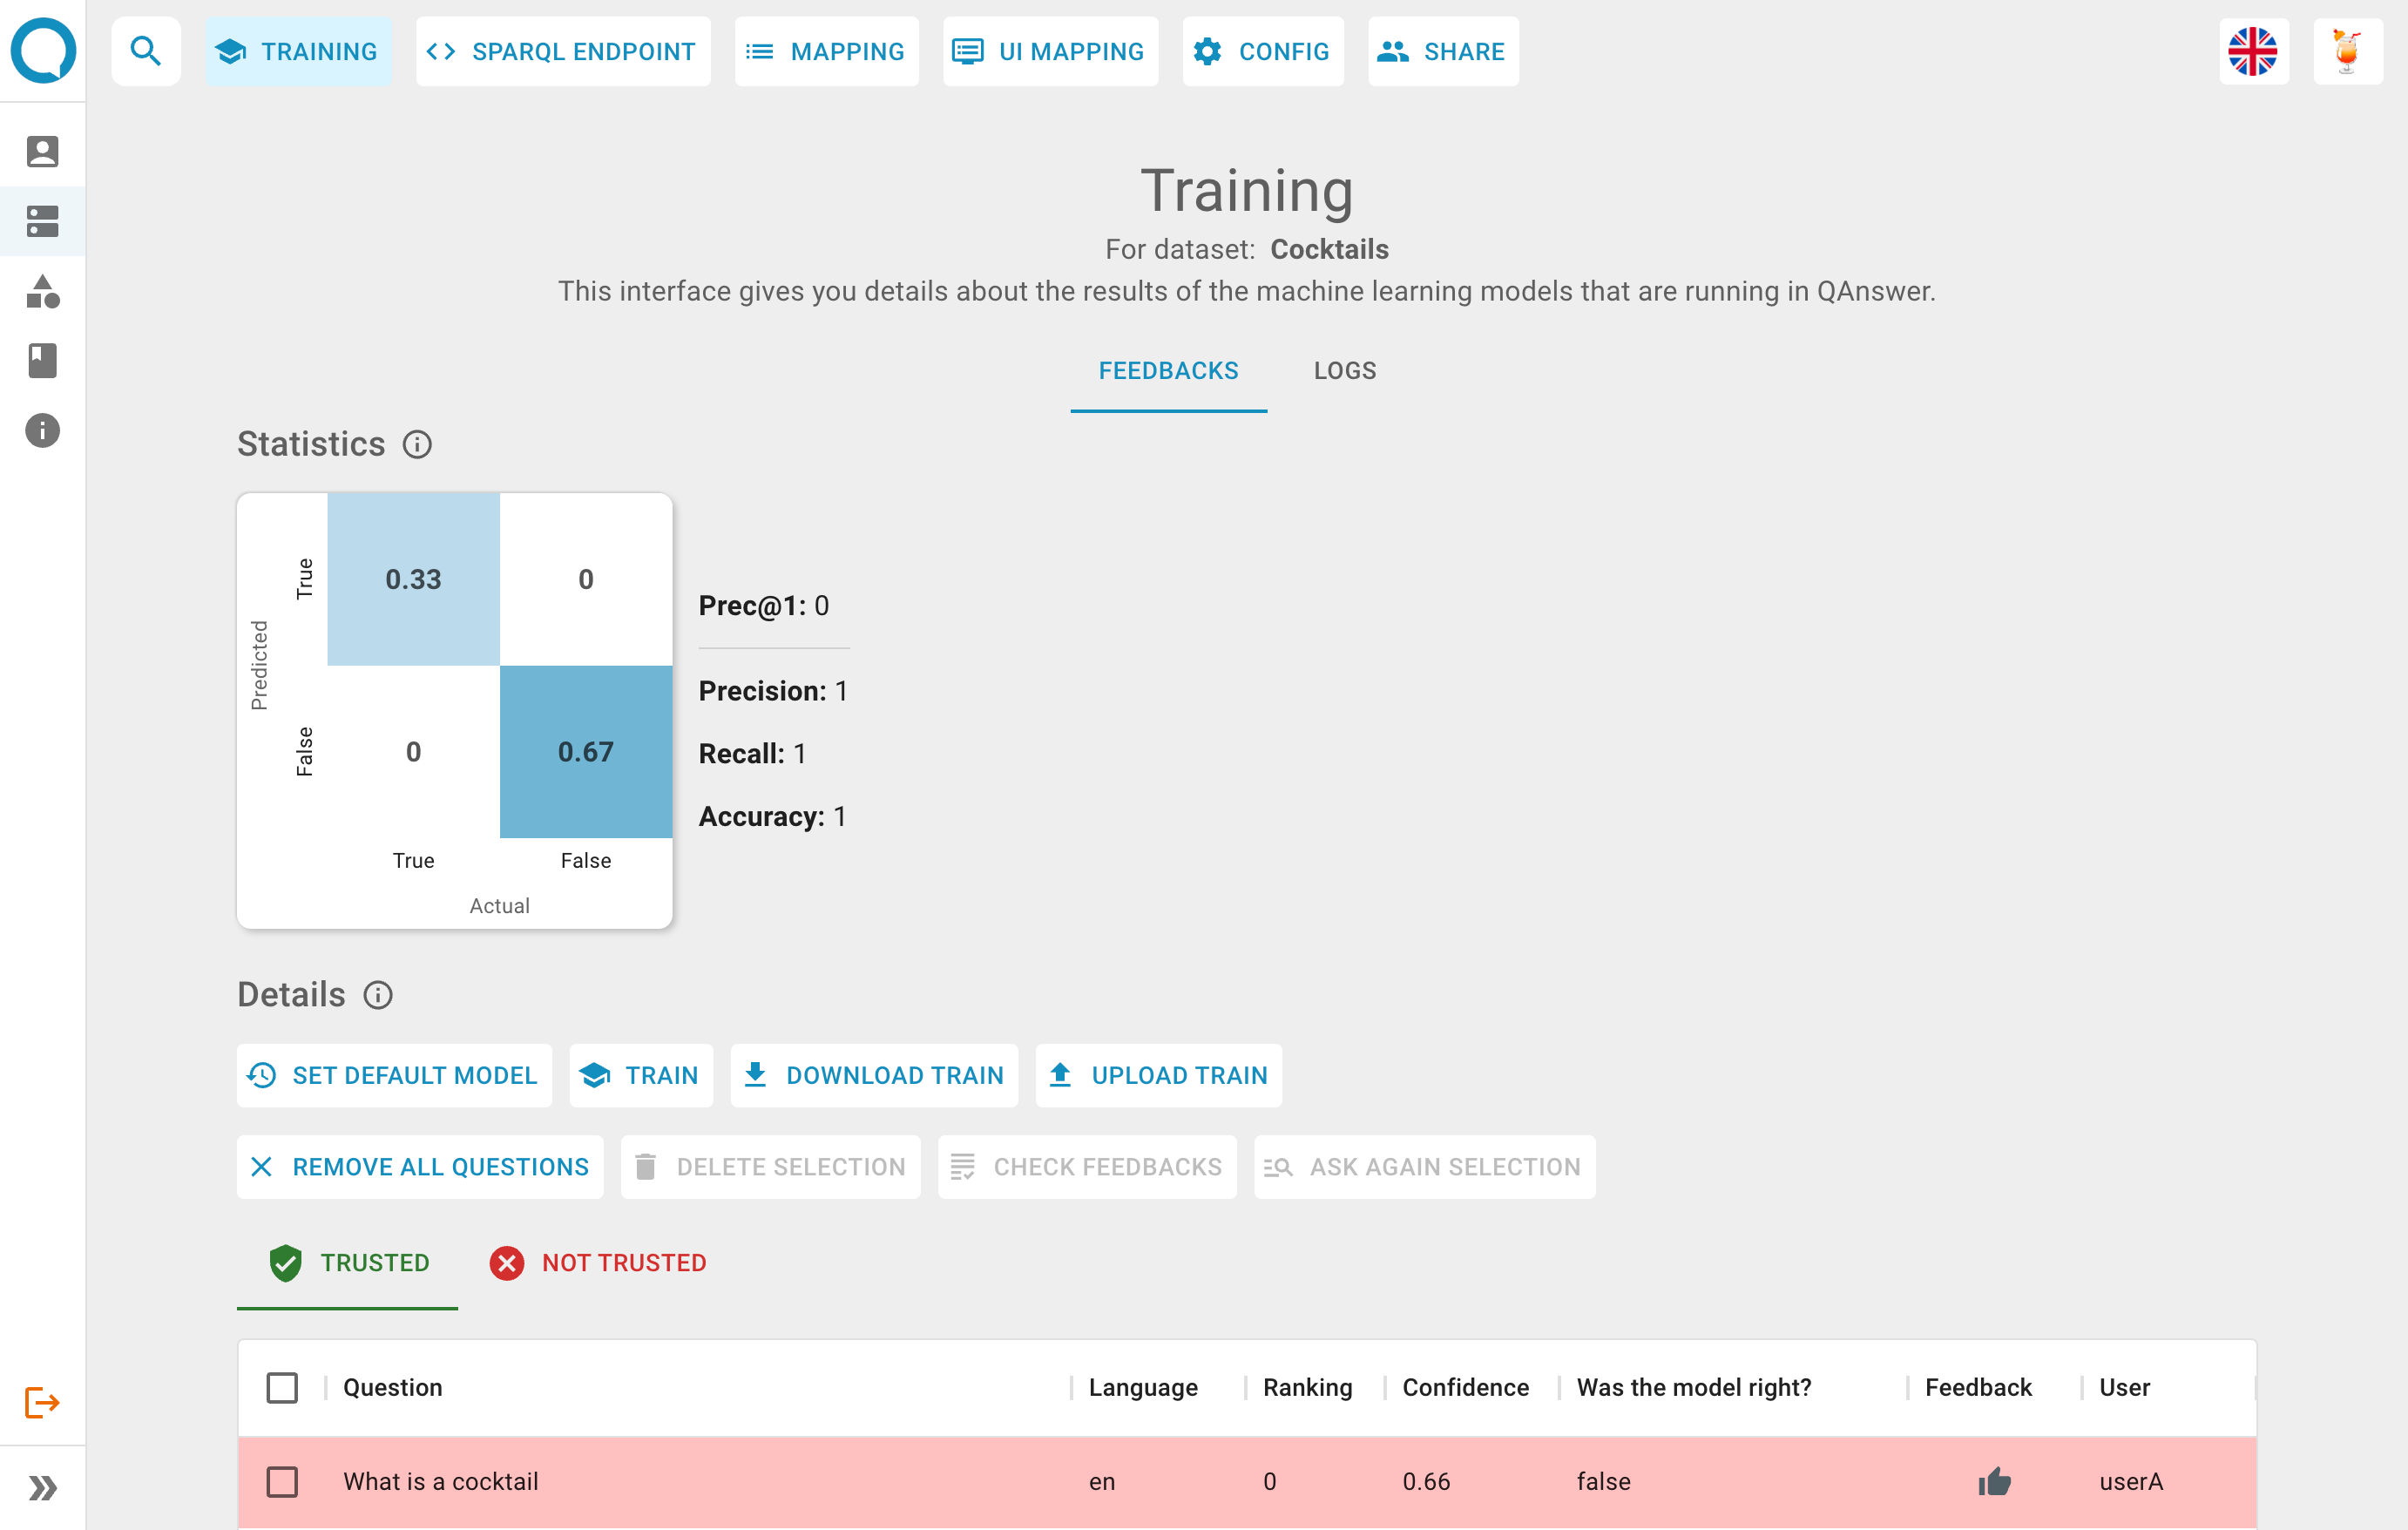 TRAINING
SPARQL ENDPOINT
MAPPING
UI MAPPING
CONFIG
SHARE
Training
For dataset: Cocktails
This interface gives you details about the results of the machine learning models that are running in QAnswer.
FEEDBACKS
LOGS
Statistics
Predicted
True
0.33
0
False
0
0.67
True
False
Actual
Prec@1: 0
Precision: 1
Recall: 1
Accuracy: 1
Details
SET DEFAULT MODEL
TRAIN
DOWNLOAD TRAIN
UPLOAD TRAIN
REMOVE ALL QUESTIONS
DELETE SELECTION
CHECK FEEDBACKS
ASK AGAIN SELECTION
TRUSTED
NOT TRUSTED
Question Language Ranking Confidence Was the model right? Feedback User
What is a cocktail en 0 0.66 false userA